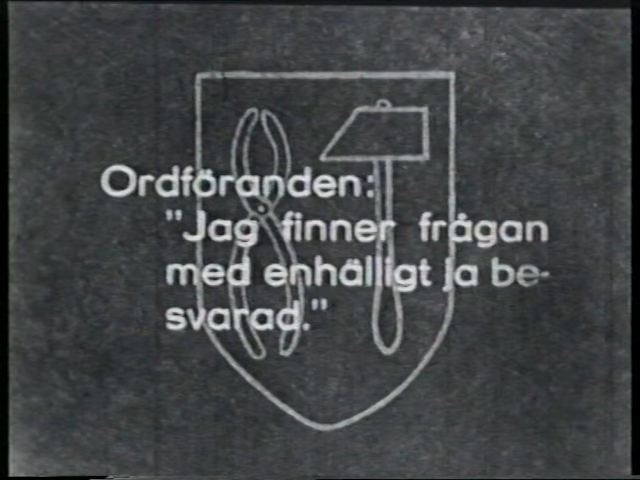 Ordföranden:
"Jag finner frågan
med enhälligt ja be-
svarad."